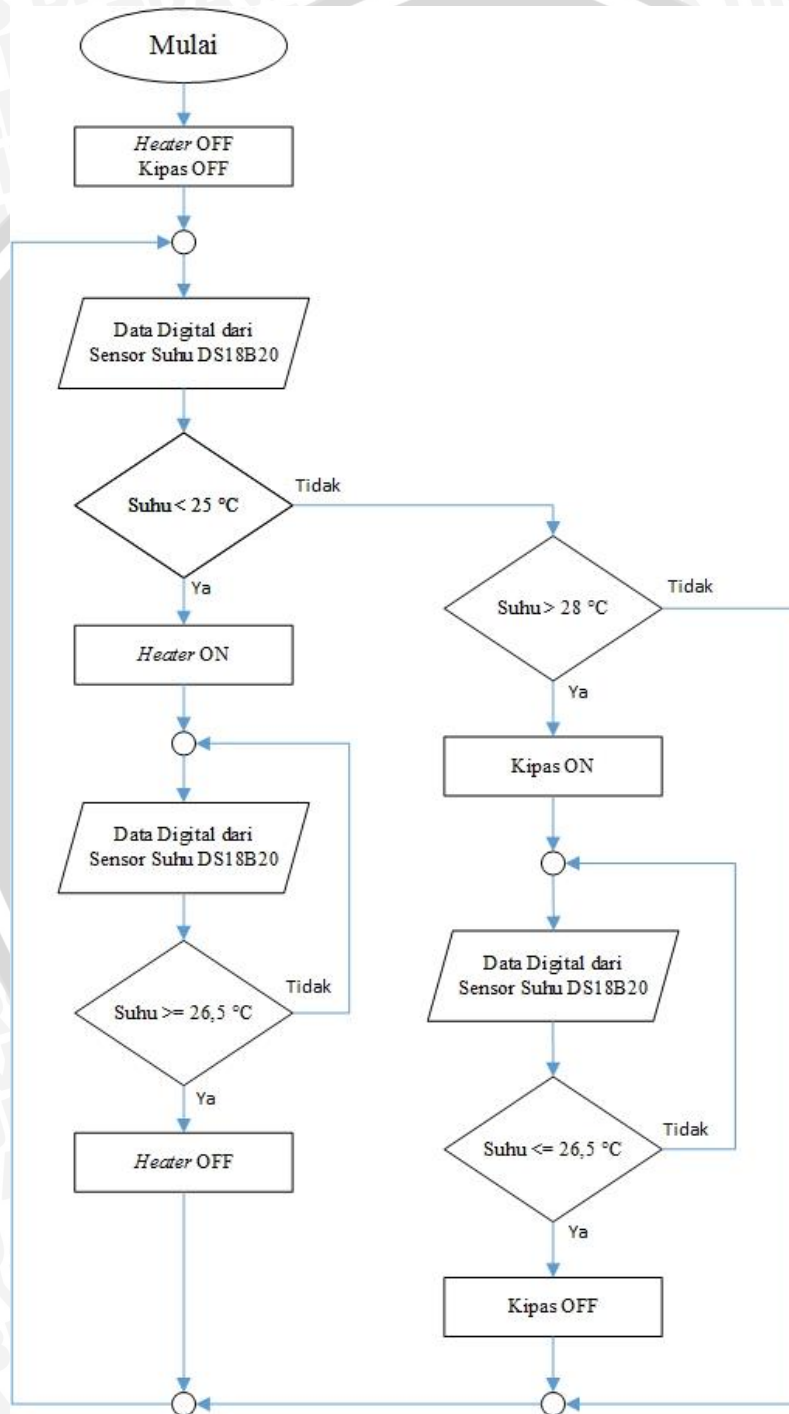 Mulai
Heater OFF
Kipas OFF
Data Digital dari
Sensor Suhu DS18B20
Suhu < 25 °C
Tidak
Ya
Heater ON
Data Digital dari
Sensor Suhu DS18B20
Suhu >= 26,5 °C
Tidak
Ya
Heater OFF
Suhu > 28 °C
Tidak
Ya
Kipas ON
Data Digital dari
Sensor Suhu DS18B20
Suhu <= 26,5 °C
Tidak
Ya
Kipas OFF